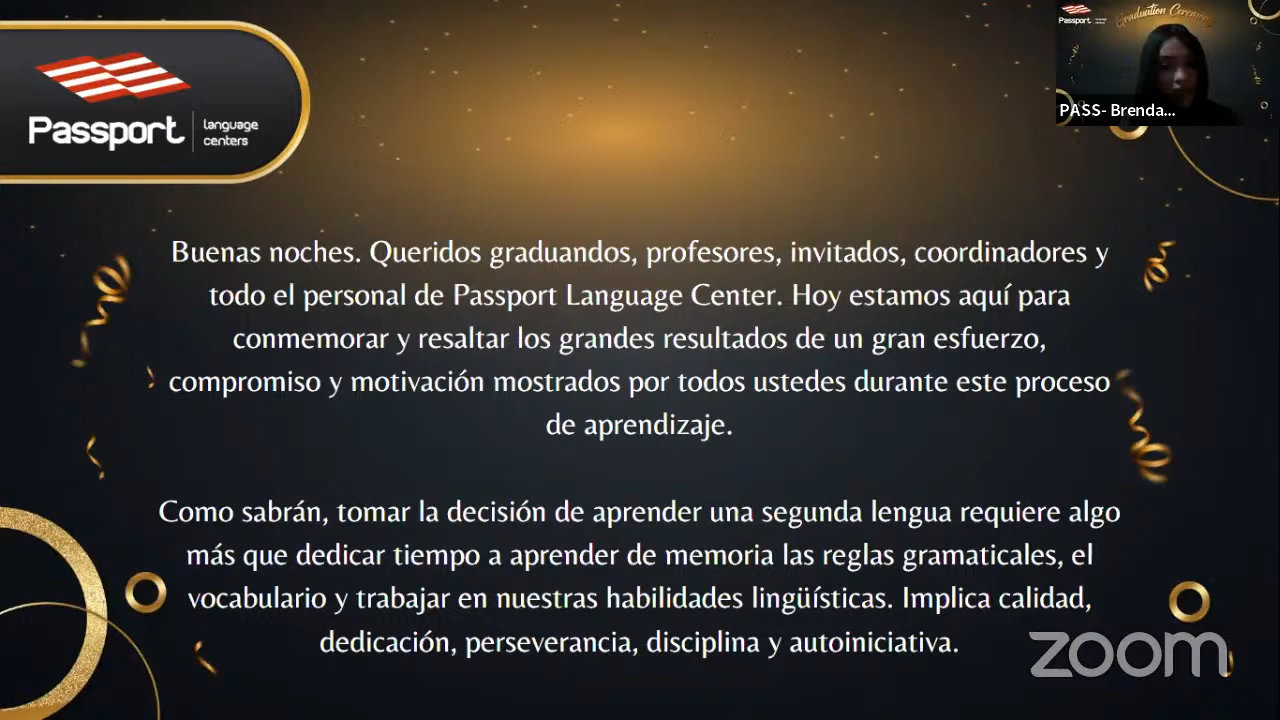 Passport
language
centers
Passport
Graduation Ceremony
PASS- Brenda...
Buenas noches. Queridos graduandos, profesores, invitados, coordinadores y
todo el personal de Passport Language Center. Hoy estamos aquí para
conmemorar y resaltar los grandes resultados de un gran esfuerzo,
compromiso y motivación mostrados por todos ustedes durante este proceso
de aprendizaje.
Como sabrán, tomar la decisión de aprender una segunda lengua requiere algo
más que dedicar tiempo a aprender de memoria las reglas gramaticales, el
vocabulario y trabajar en nuestras habilidades lingüísticas. Implica calidad,
dedicación, perseverancia, disciplina y autoiniciativa.
zoom